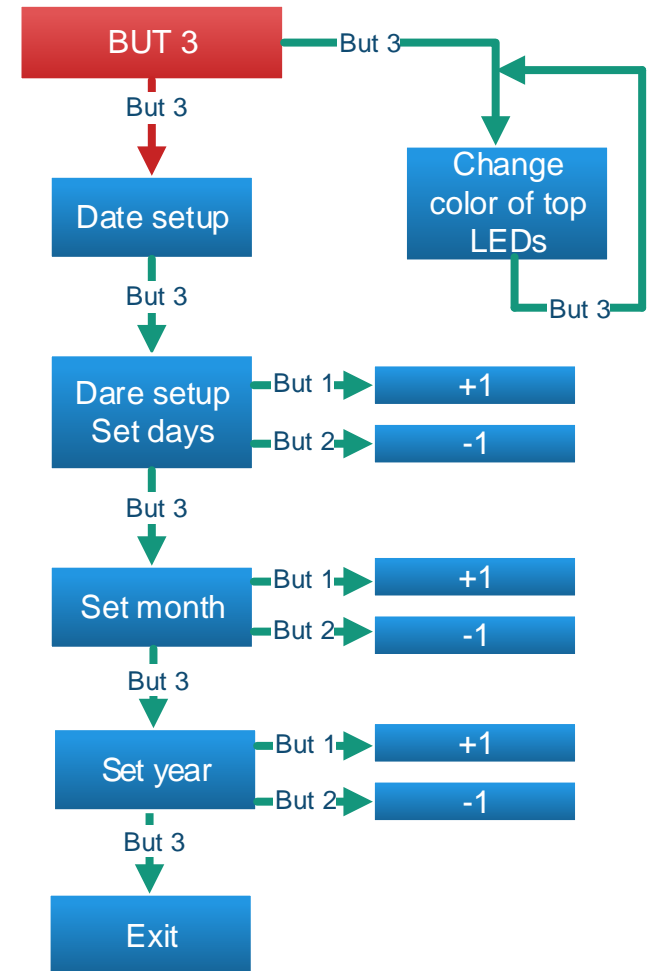 BUT 3
But 3
But 3
Change
color of top
LEDs
Date setup
But 3
But 3
Dare setup
Set days
But 1
+1
But 2
-1
But 3
Set month
But 1
+1
But 2
-1
But 3
Set year
But 1
+1
But 2
-1
But 3
Exit